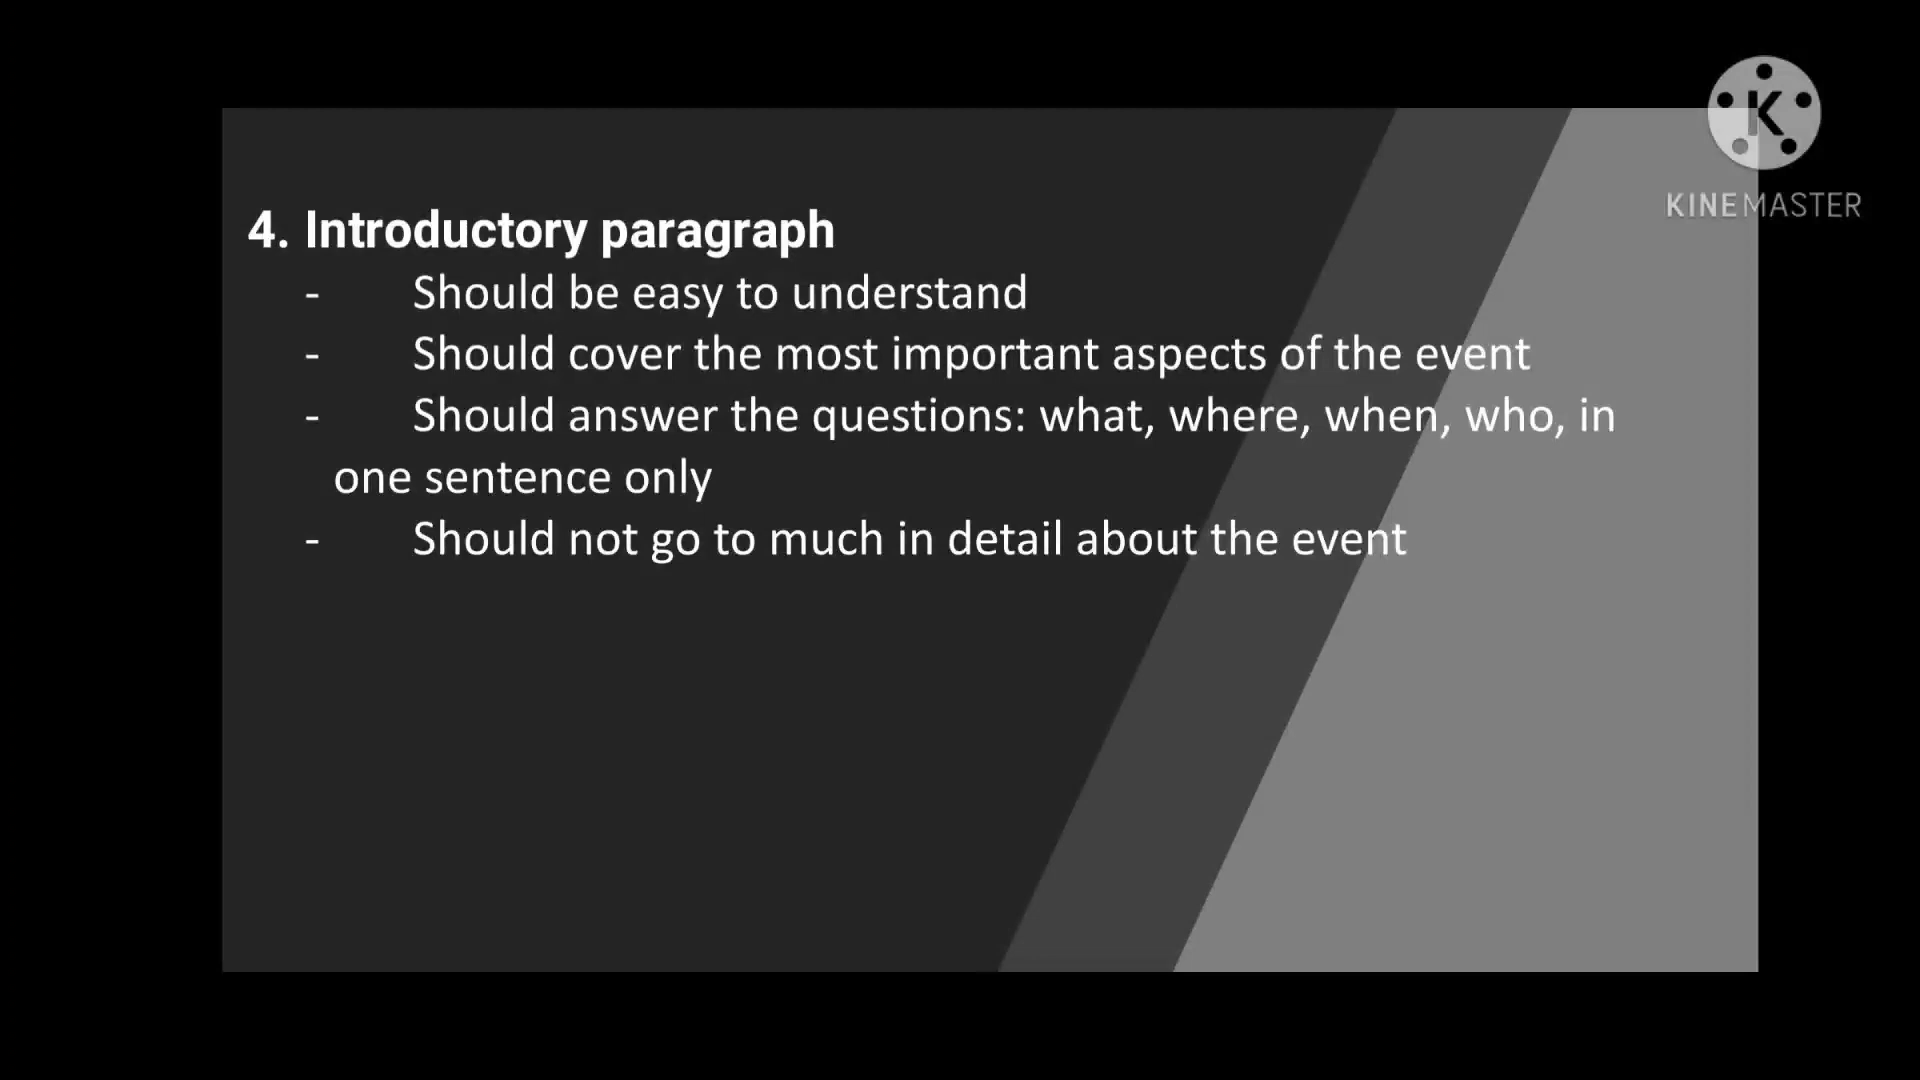 K
KINEMASTER
4. Introductory paragraph
- Should be easy to understand
- Should cover the most important aspects of the event
- Should answer the questions: what, where, when, who, in
one sentence only
- Should not go to much in detail about the event